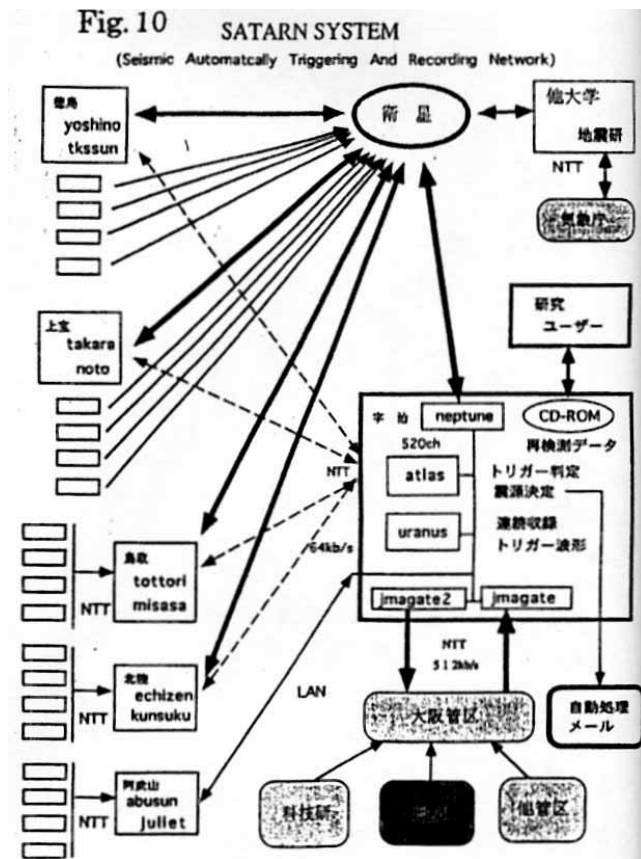 Fig. 10
SATARN SYSTEM
(Seismic Automatcally Triggering And Recording Network)
徳島
yoshino
tkssun
衛星
他大学
地震研
NTT
気象庁
上宝
takara
noto
研究
ユーザー
宇治
neptune
CD-ROM
520ch
再検測データ
NTT
atlas
トリガー判定
震源決定
uranus
連続収録
トリガー波形
64kb/s
鳥取
tottori
misasa
NTT
jmagate2
jmagate
NTT
512kb/s
北陸
echizen
kunsuku
NTT
LAN
大阪管区
自動処理
メール
阿武山
abusun
Jullet
NTT
科技研
他管区